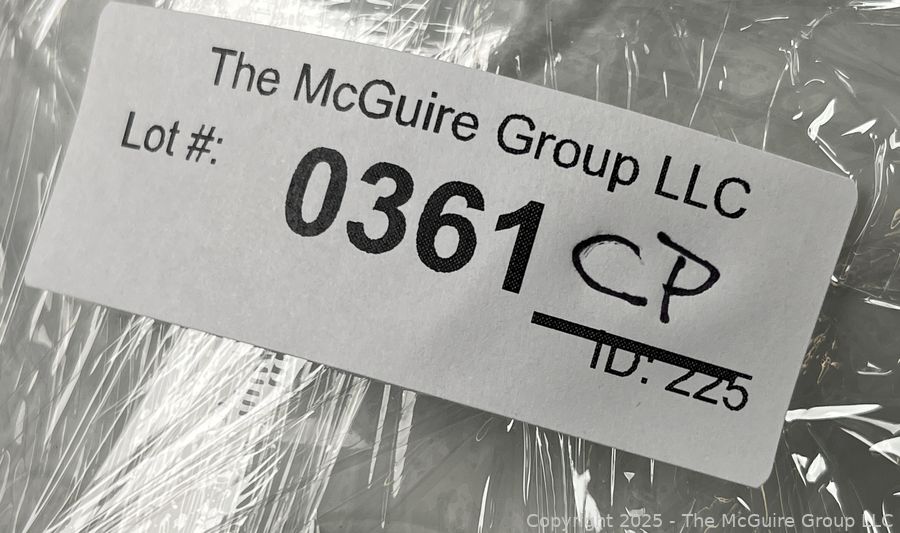 The McGuire Group LLC
Lot #:
0361 CP
ID: 225
Copyright 2025 - The McGuire Group LLC